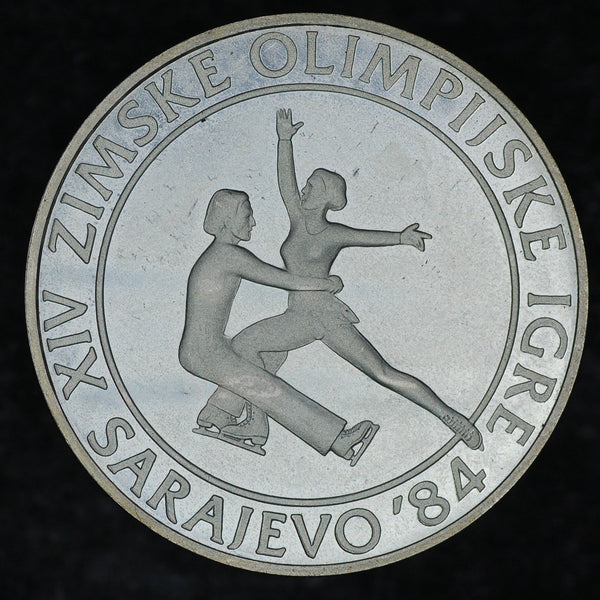 XIV ZIMSKE OLIMPIJSKE IGRE
SARAJEVO '84